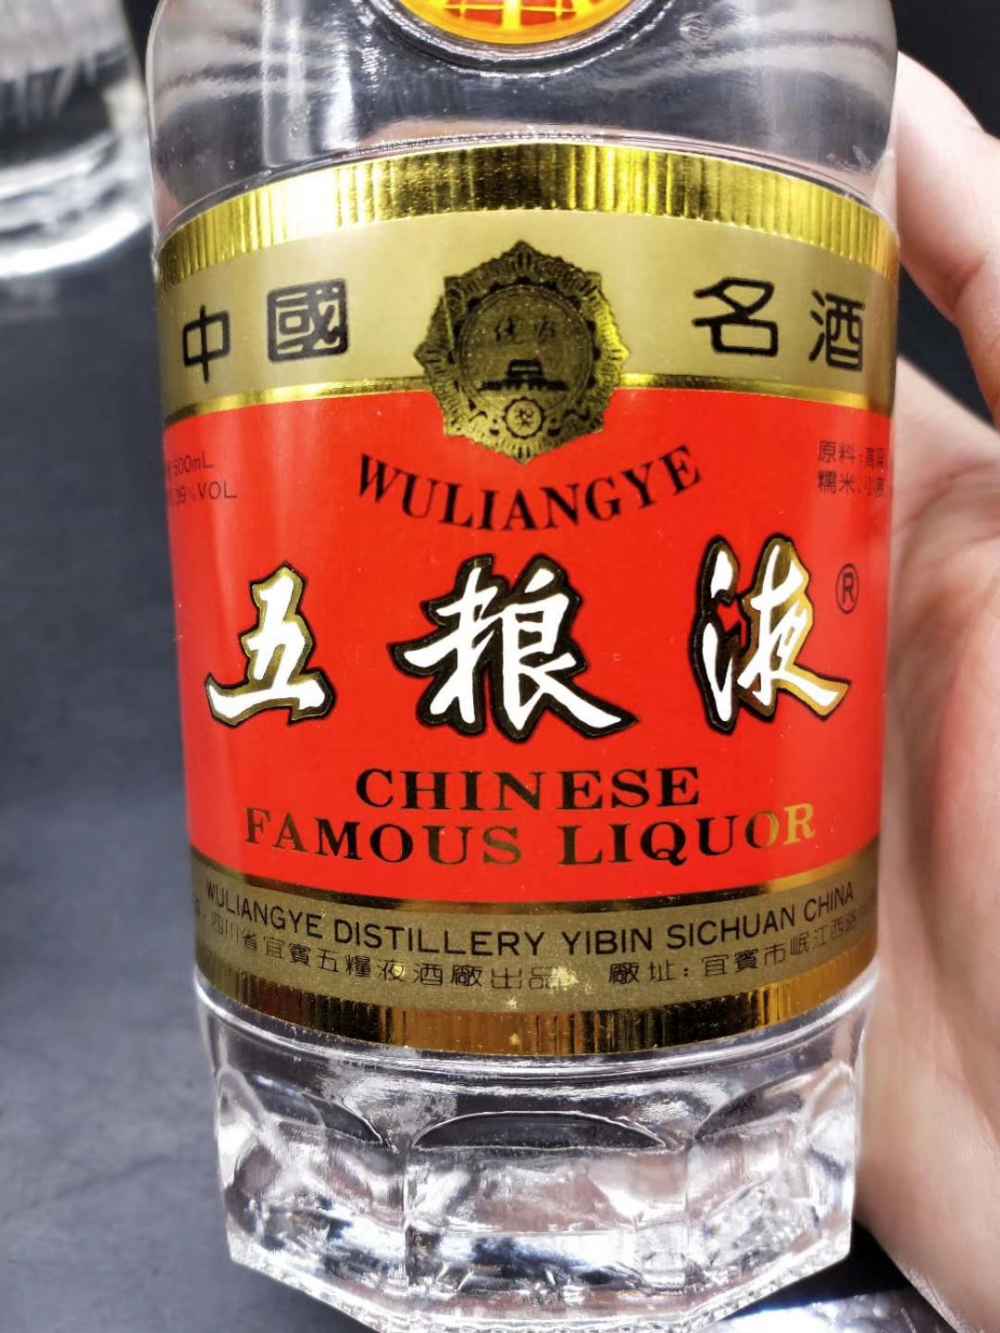 中國 名酒
500mL
39%VOL
原料：高
糯米、小
WULIANGYE
五粮液®
CHINESE
FAMOUS LIQUOR
WULIANGYE DISTILLERY YIBIN SICHUAN CHINA
四川省宜賓五糧液酒廠出品 廠址：宜賓市岷江西路